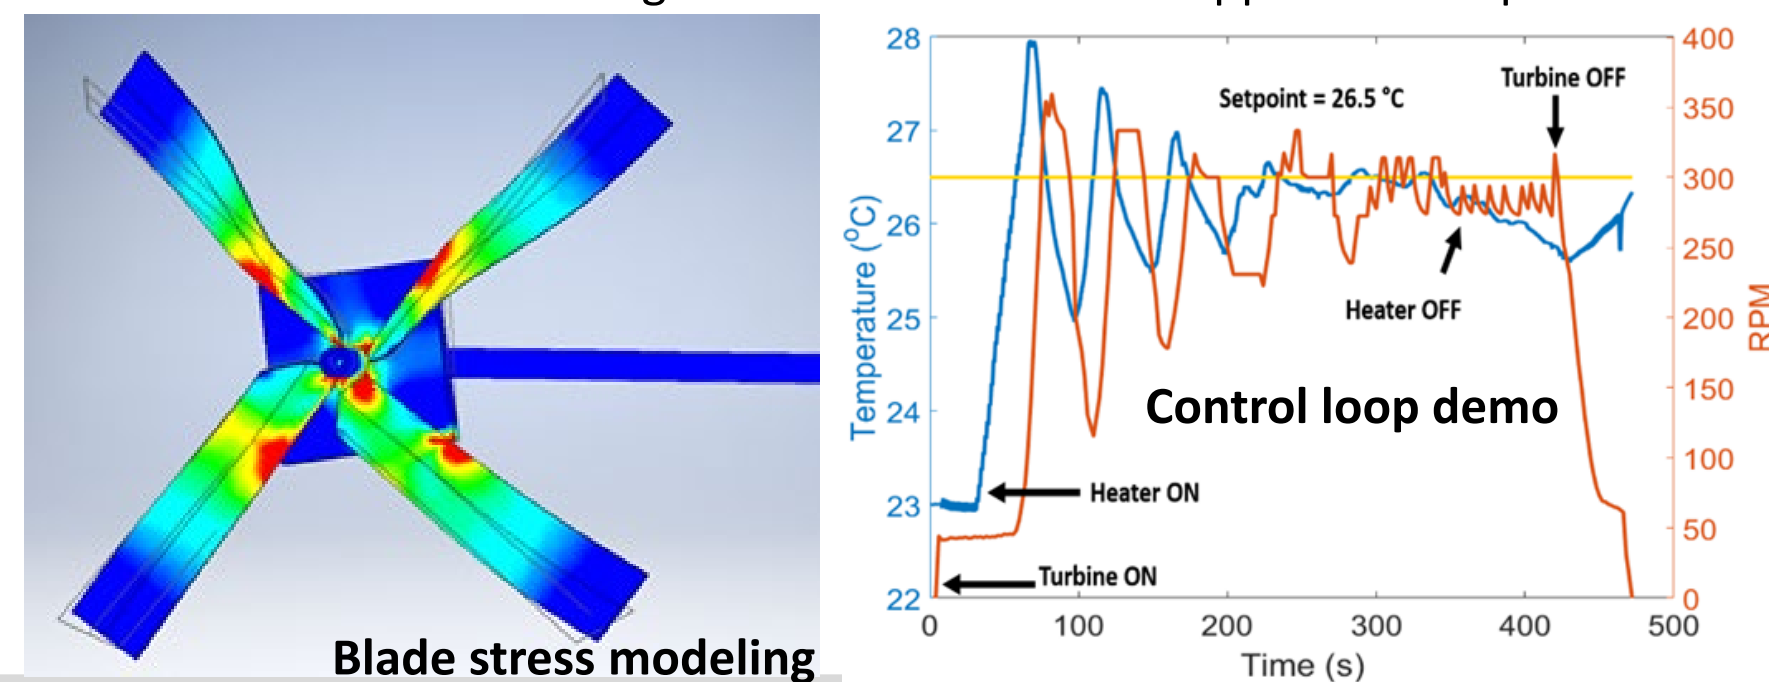 Blade stress modeling
28
27
26
25
24
23
22
Temperature (°C)
400
350
300
250
200
150
100
50
0
RPM
0 100 200 300 400 500
Time (s)
Setpoint = 26.5 °C
Turbine OFF
Heater OFF
Control loop demo
Heater ON
Turbine ON